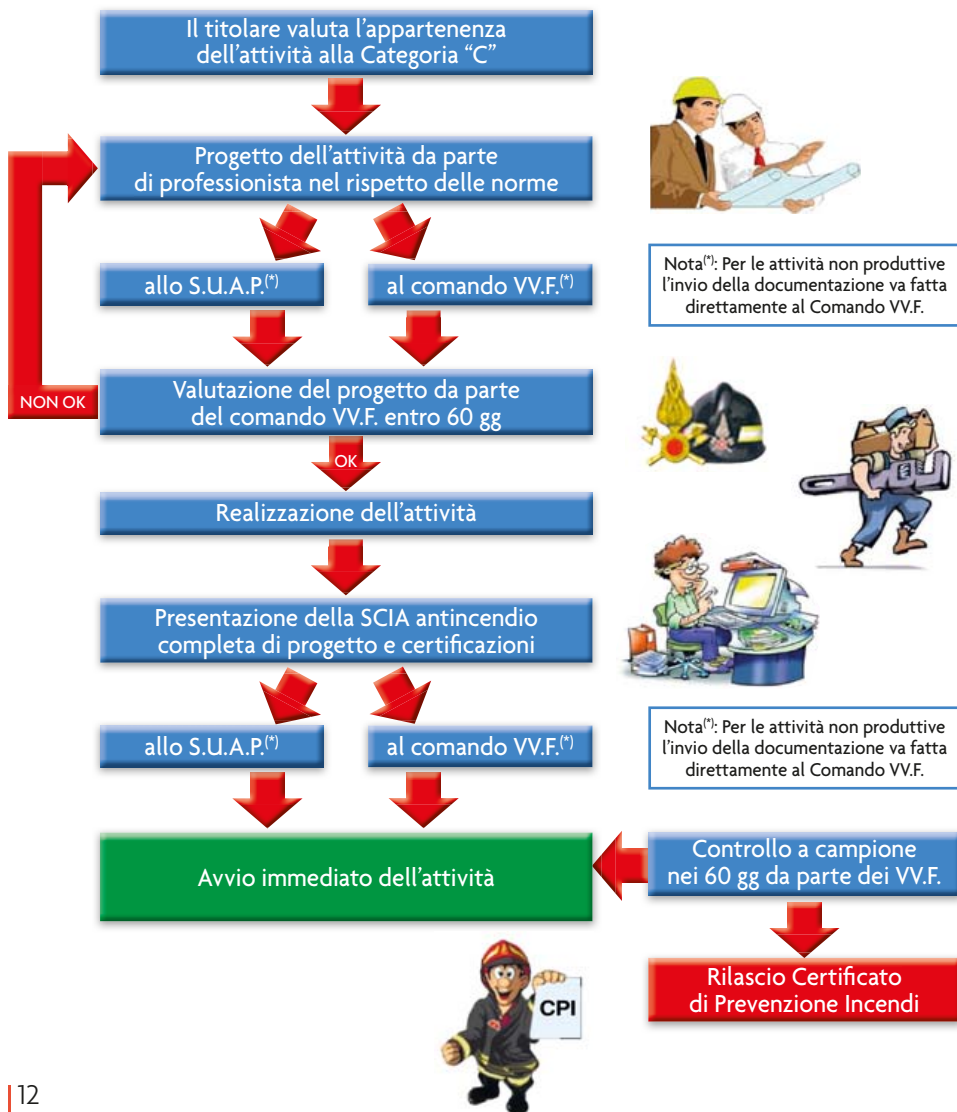 Il titolare valuta l'appartenenza
dell'attività alla Categoria “C”
Progetto dell'attività da parte
di professionista nel rispetto delle norme
allo S.U.A.P.(*)
al comando VV.F.(*)
Nota(*): Per le attività non produttive
l'invio della documentazione va fatta
direttamente al Comando VV.F.
NON OK
Valutazione del progetto da parte
del comando VV.F. entro 60 gg
OK
Realizzazione dell'attività
Presentazione della SCIA antincendio
completa di progetto e certificazioni
allo S.U.A.P.(*)
al comando VV.F.(*)
Nota(*): Per le attività non produttive
l'invio della documentazione va fatta
direttamente al Comando VV.F.
Avvio immediato dell'attività
Controllo a campione
nei 60 gg da parte dei VV.F.
Rilascio Certificato
di Prevenzione Incendi
CPI
12